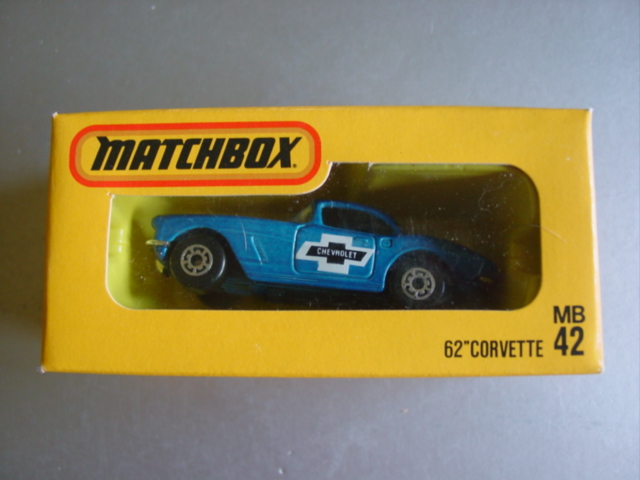 MATCHBOX
CHEVROLET
MB
62"CORVETTE 42